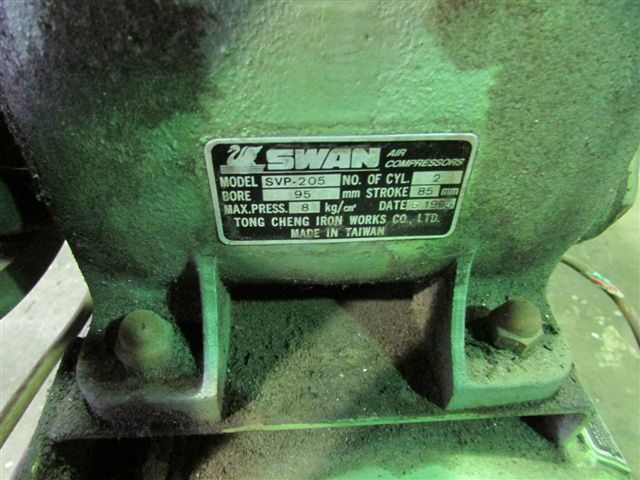 SWAN AIR COMPRESSORS
MODEL SVP-205 NO. OF CYL. 2
BORE 95 mm STROKE 85 mm
MAX.PRESS. 8 kg/cm² DATE
TONG CHENG IRON WORKS CO., LTD.
MADE IN TAIWAN